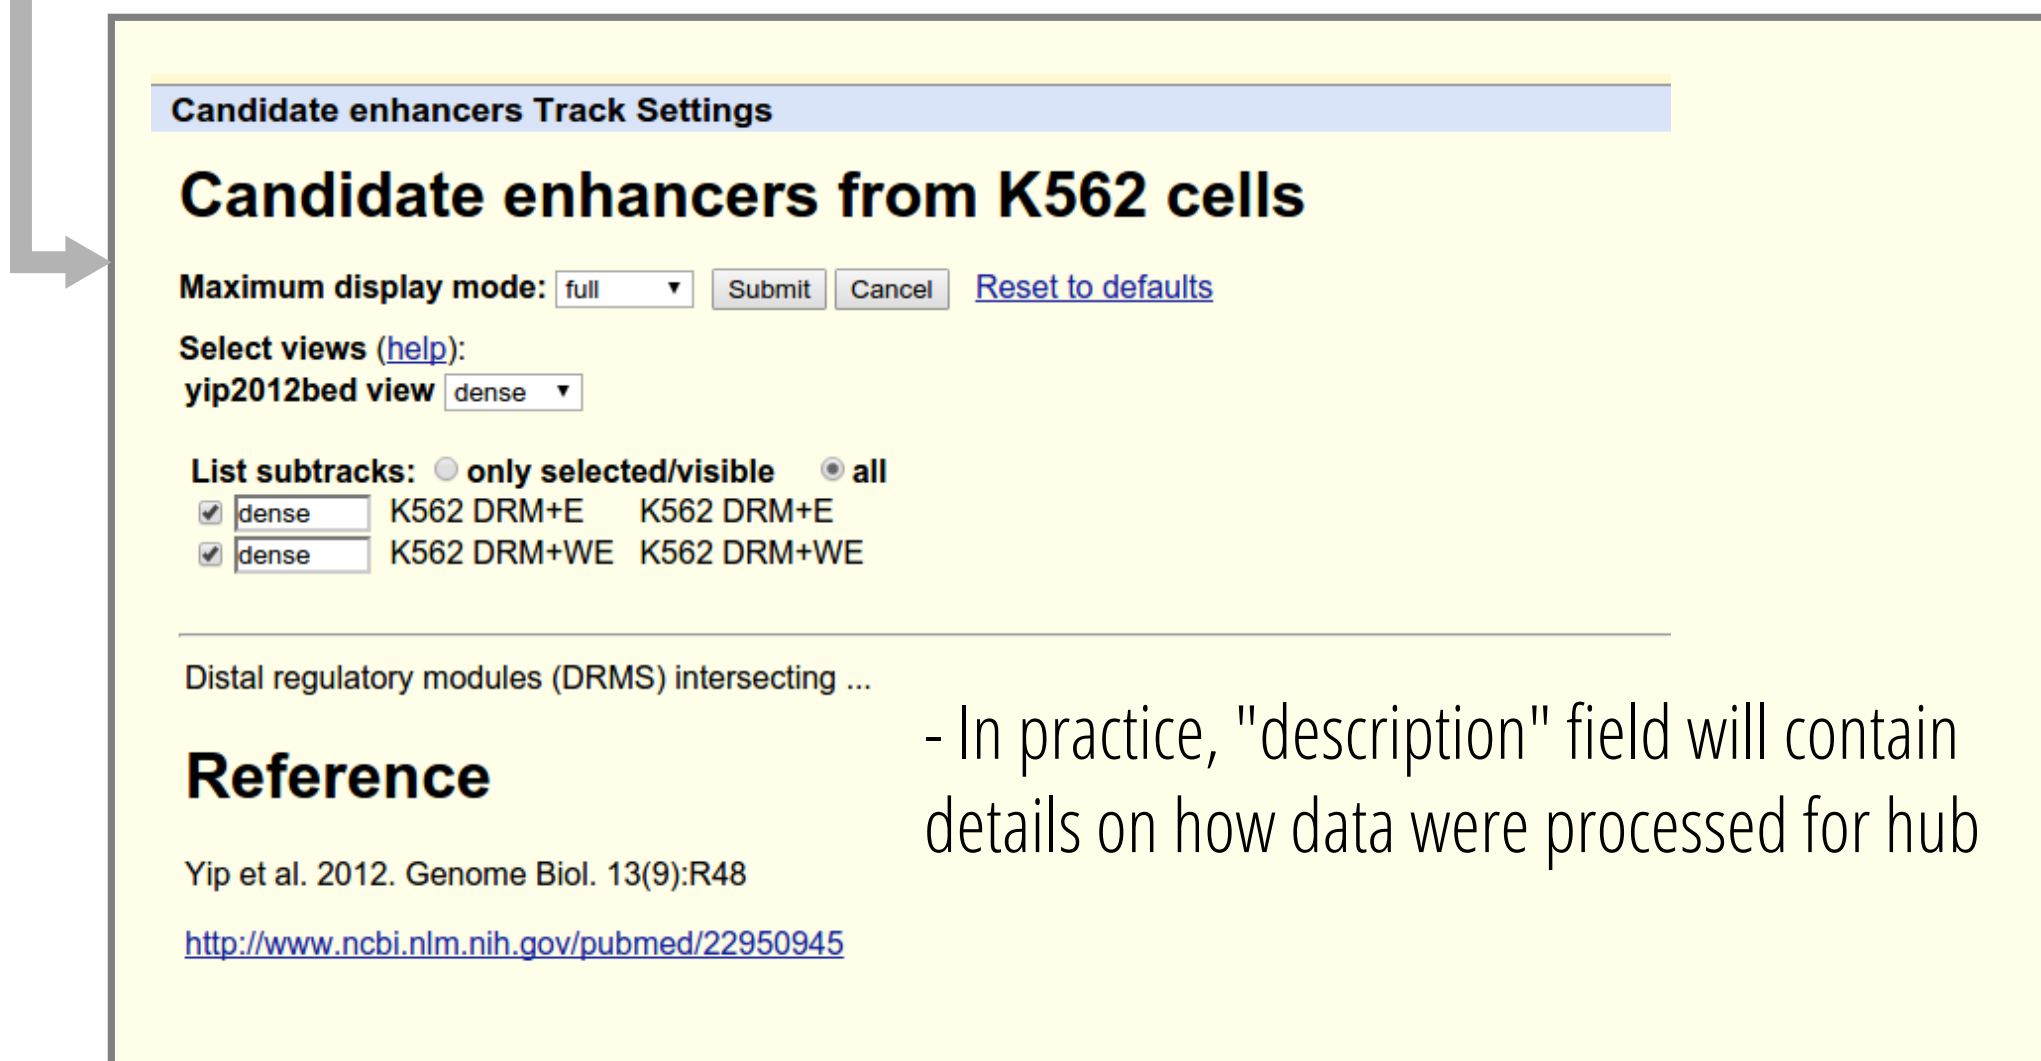 Candidate enhancers Track Settings
Candidate enhancers from K562 cells
Maximum display mode: full Submit Cancel Reset to defaults
Select views (help):
yip2012bed view dense
List subtracks: only selected/visible all
dense K562 DRM+E K562 DRM+E
dense K562 DRM+WE K562 DRM+WE
Distal regulatory modules (DRMS) intersecting ...
- In practice, "description" field will contain
details on how data were processed for hub
Reference
Yip et al. 2012. Genome Biol. 13(9):R48
http://www.ncbi.nlm.nih.gov/pubmed/22950945